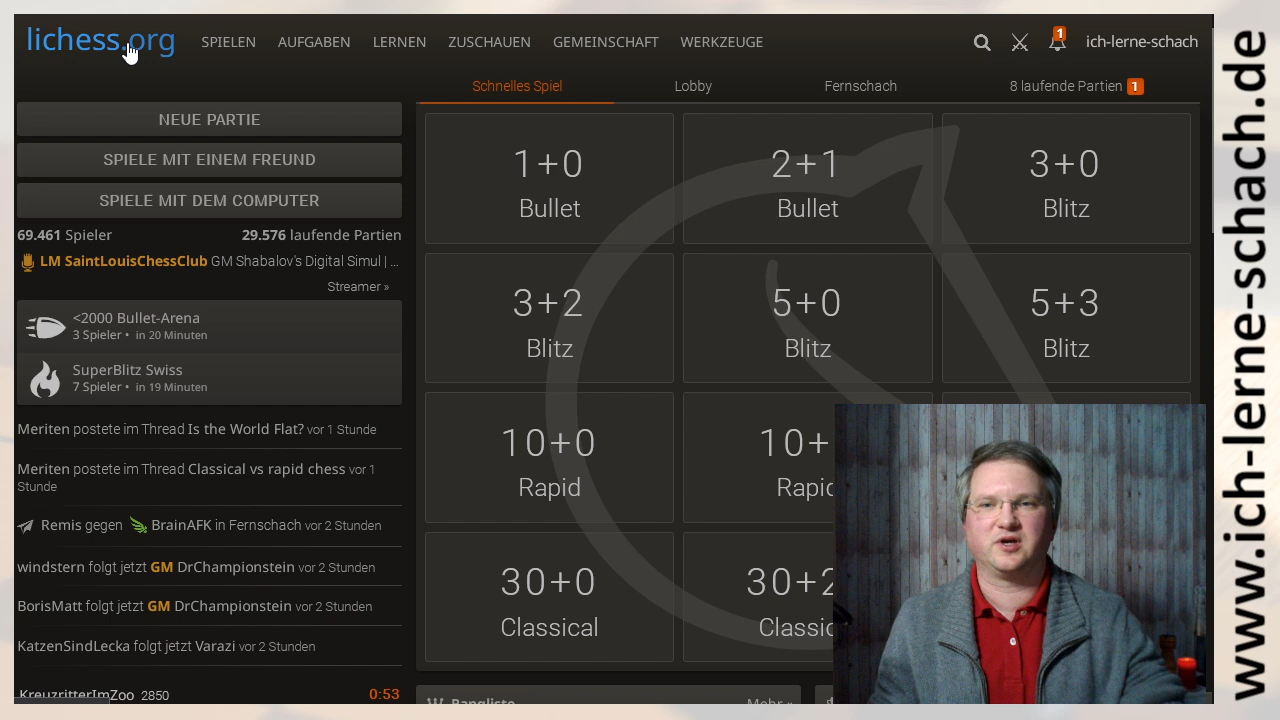 lichess.org SPIELEN AUFGABEN LERNEN ZUSCHAUEN GEMEINSCHAFT WERKZEUGE 1 ich-lerne-schach
Schnelles Spiel Lobby Fernschach 8 laufende Partien 1
NEUE PARTIE
SPIELE MIT EINEM FREUND
SPIELE MIT DEM COMPUTER
69.461 Spieler 29.576 laufende Partien
LM SaintLouisChessClub GM Shabalov's Digital Simul | ...
Streamer »
<2000 Bullet-Arena
3 Spieler • in 20 Minuten
SuperBlitz Swiss
7 Spieler • in 19 Minuten
Meriten postete im Thread Is the World Flat? vor 1 Stunde
Meriten postete im Thread Classical vs rapid chess vor 1
Stunde
Remis gegen BrainAFK in Fernschach vor 2 Stunden
windstern folgt jetzt GM DrChampionstein vor 2 Stunden
BorisMatt folgt jetzt GM DrChampionstein vor 2 Stunden
KatzenSindLecka folgt jetzt Varazi vor 2 Stunden
KreuzritterImZoo 2850 0:53
1+0
Bullet
2+1
Bullet
3+0
Blitz
3+2
Blitz
5+0
Blitz
5+3
Blitz
10+0
Rapid
10+
Rapid
30+0
Classical
30+2
Classic
Rangliste Mehr »
www.ich-lerne-schach.de